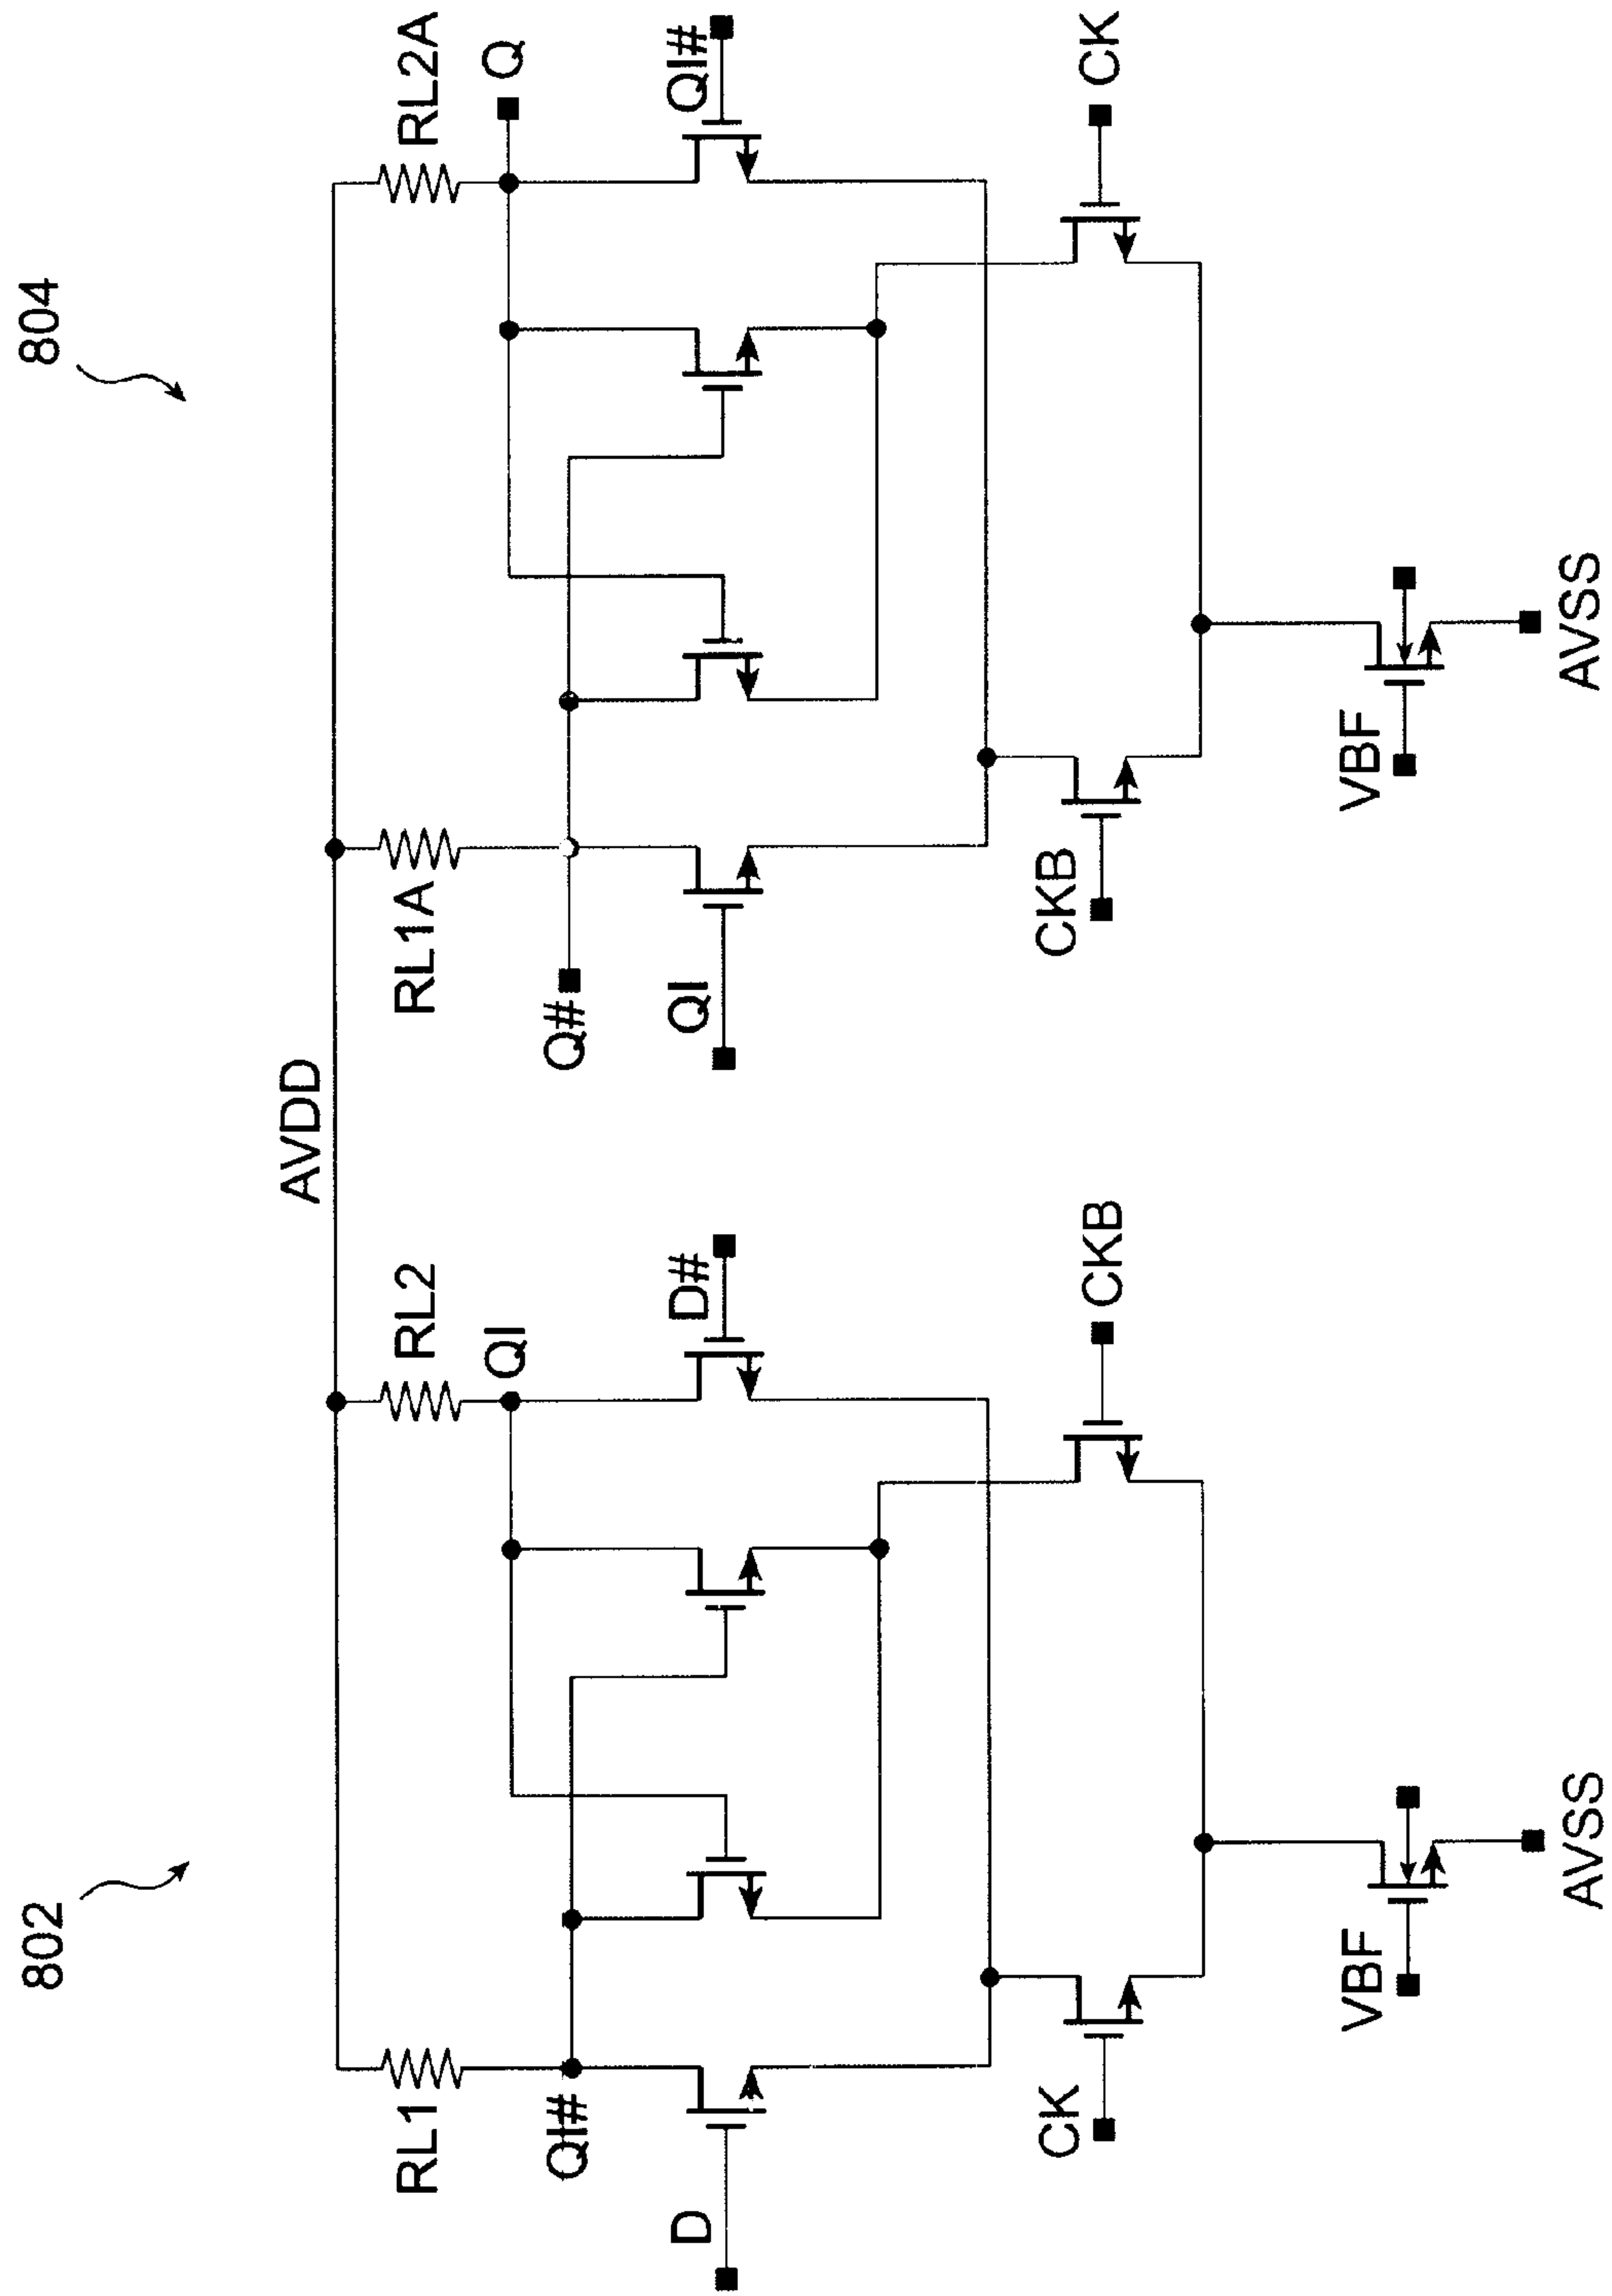 802
804
AVDD
RL1
RL2
RL1A
RL2A
QI
Q
QI#
Q#
D
D#
QI
QI#
CK
CKB
CKB
CK
VBF
VBF
AVSS
AVSS